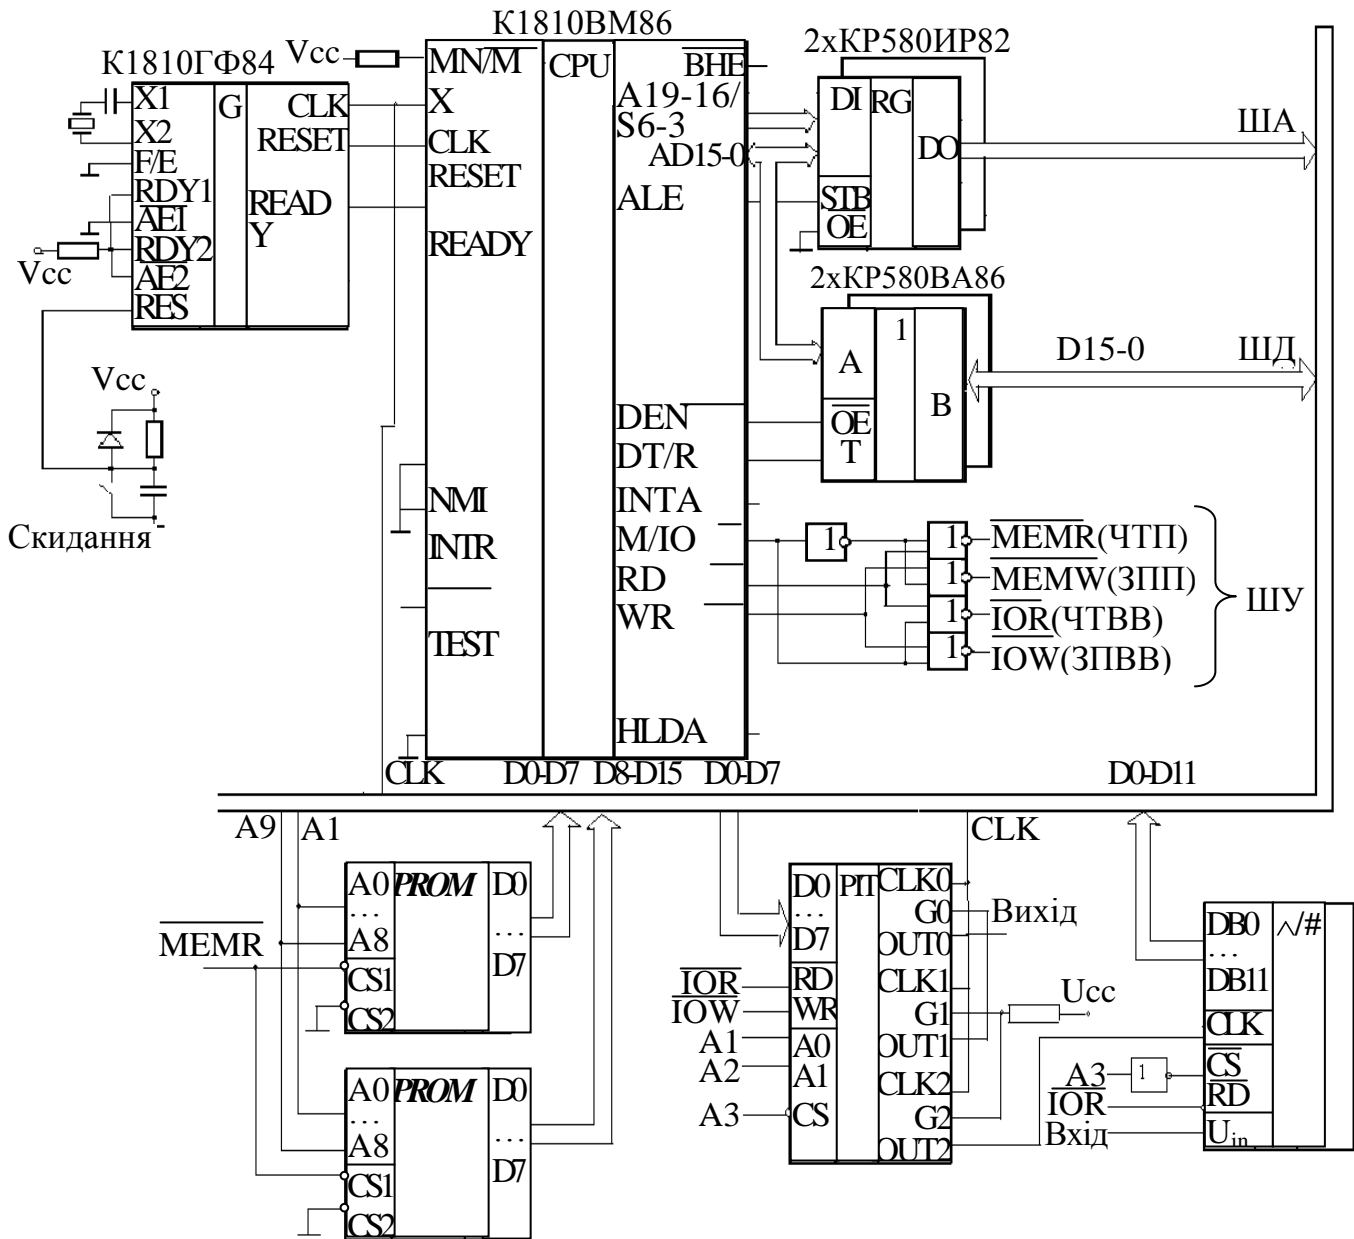 К1810ВМ86
К1810ГФ84
Vcc
2хКР580ИР82
X1
X2
F/E
RDY1
AE1
RDY2
AE2
RES
G
CLK
RESET
READ
Y
Vcc
MN/M
X
CLK
RESET
READY
NMI
INTR
TEST
CPU
BHE
A19-16/
S6-3
AD15-0
ALE
DEN
DT/R
INTA
M/IO
RD
WR
HLDA
DI
RG
DO
STB
OE
ША
2хКР580ВА86
A
1
B
OE
T
D15-0
ШД
Vcc
Скидання
1
1
1
1
1
MEMR(ЧТП)
MEMW(ЗПП)
IOR(ЧТВВ)
IOW(ЗПВВ)
ШУ
CLK
D0-D7
D8-D15
D0-D7
D0-D11
A9
A1
CLK
MEMR
A0
PROM
D0
...
...
A8
D7
CS1
CS2
A0
PROM
D0
...
...
A8
D7
CS1
CS2
D0
PIT
CLK0
...
G0
Вихід
D7
OUT0
IOR
RD
CLK1
IOW
WR
G1
Ucc
A1
A0
OUT1
A2
A1
CLK2
A3
CS
G2
OUT2
DB0
^/#
...
DB11
CLK
A3
1
CS
IOR
RD
Вхід
Uin